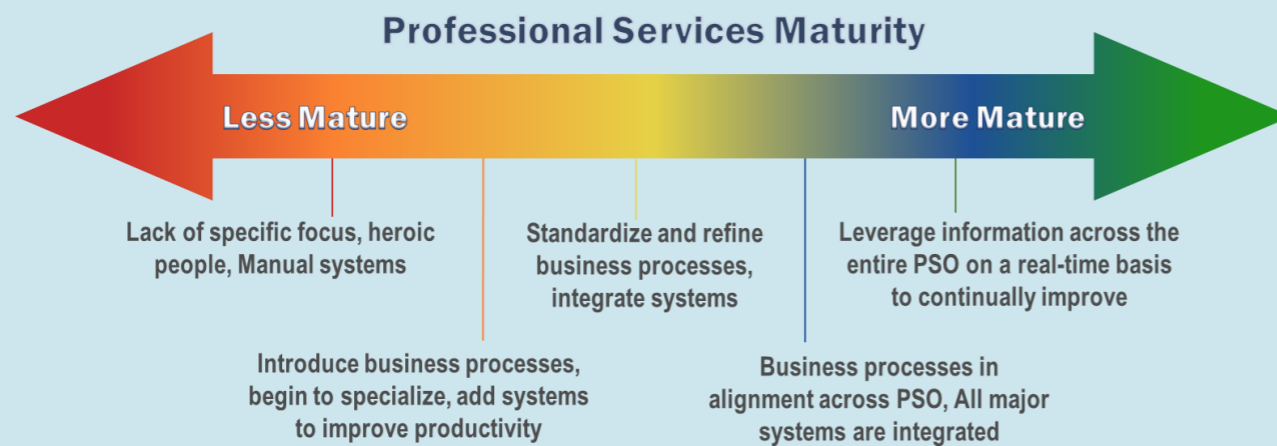 Professional Services Maturity
Less Mature
More Mature
Lack of specific focus, heroic
people, Manual systems
Standardize and refine
business processes,
integrate systems
Leverage information across the
entire PSO on a real-time basis
to continually improve
Introduce business processes,
begin to specialize, add systems
to improve productivity
Business processes in
alignment across PSO, All major
systems are integrated